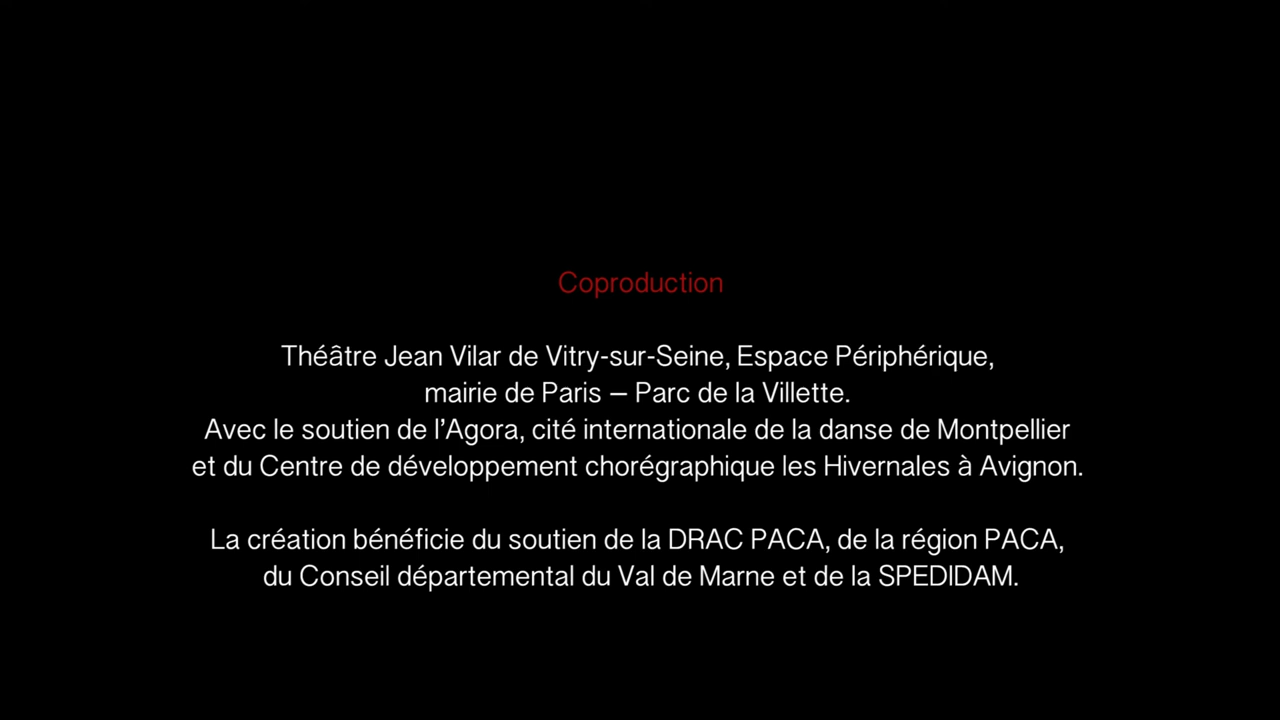 Coproduction
Théâtre Jean Vilar de Vitry-sur-Seine, Espace Périphérique,
mairie de Paris – Parc de la Villette.
Avec le soutien de l’Agora, cité internationale de la danse de Montpellier
et du Centre de développement chorégraphique les Hivernales à Avignon.
La création bénéficie du soutien de la DRAC PACA, de la région PACA,
du Conseil départemental du Val de Marne et de la SPEDIDAM.